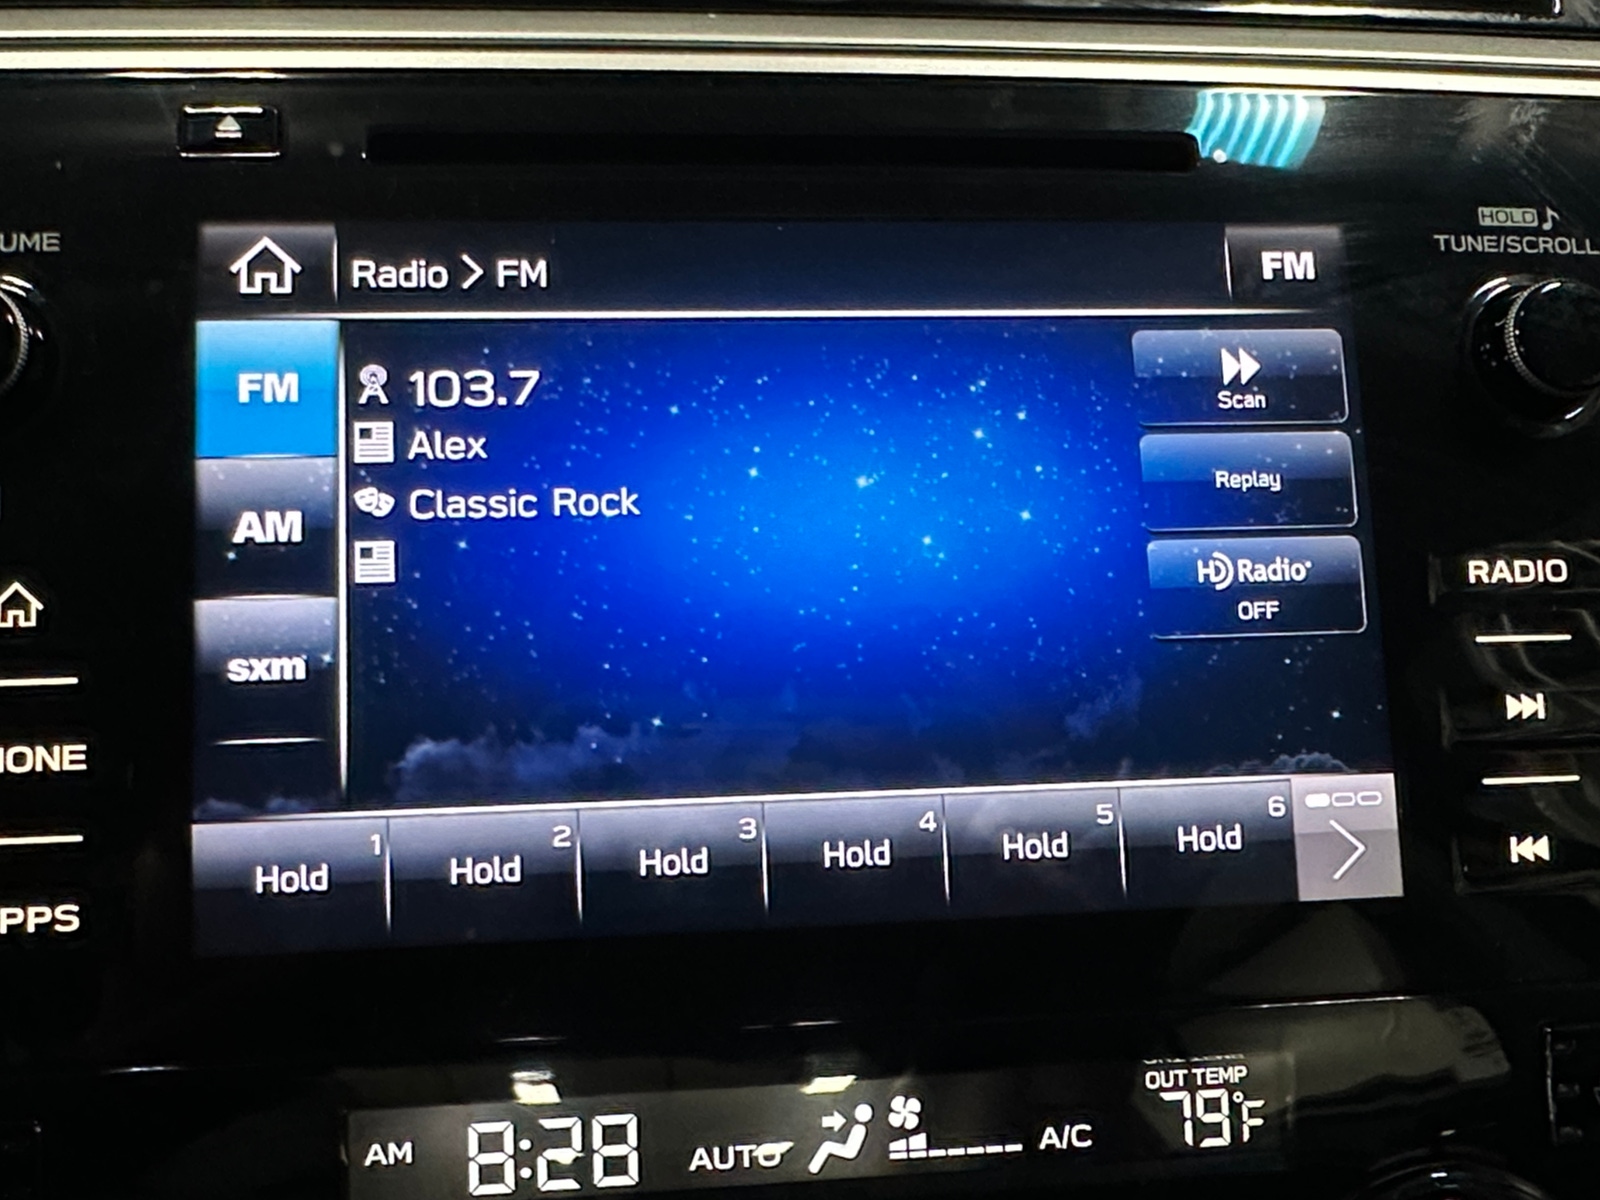 UME
HOLD
TUNE/SCROLL
Radio > FM
FM
FM
103.7
Scan
Alex
Replay
AM
Classic Rock
HD Radio
OFF
RADIO
sxm
IONE
1
Hold
2
Hold
3
Hold
4
Hold
5
Hold
6
Hold
PPS
OUT TEMP
79°F
AM
8:28
AUTO
A/C